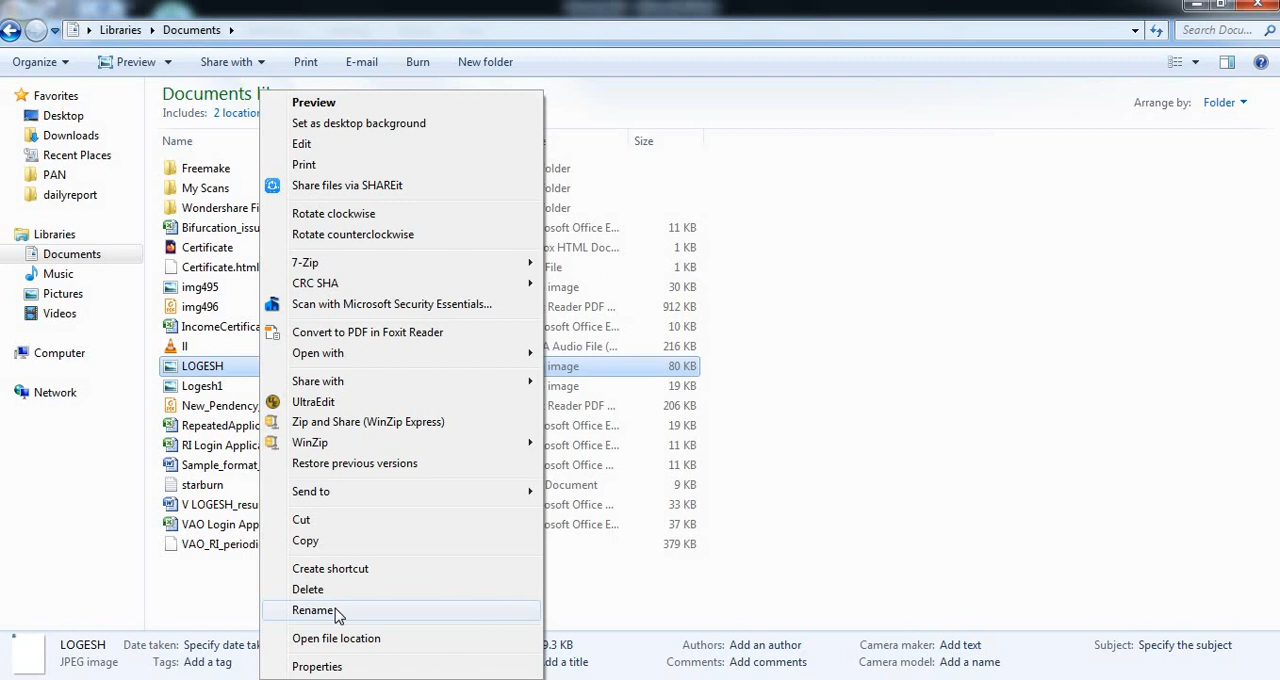 Libraries Documents Search Docu...
Organize Preview Share with Print E-mail Burn New folder
Favorites
Desktop
Downloads
Recent Places
PAN
dailyreport
Libraries
Documents
Music
Pictures
Videos
Computer
Network
Documents li
Includes: 2 location
Arrange by: Folder
Name Size
Freemake older
My Scans older
Wondershare Fi older
Bifurcation_issu osoft Office E... 11 KB
Certificate ox HTML Doc... 1 KB
Certificate.html File 1 KB
img495 image 30 KB
img496 Reader PDF ... 912 KB
IncomeCertifica osoft Office E... 10 KB
ll A Audio File (... 216 KB
LOGESH image 80 KB
Logesh1 image 19 KB
New_Pendency_ Reader PDF ... 206 KB
RepeatedApplic osoft Office E... 19 KB
RI Login Applica osoft Office E... 11 KB
Sample_format_ osoft Office ... 11 KB
starburn Document 9 KB
V LOGESH_resu osoft Office ... 33 KB
VAO Login App osoft Office E... 37 KB
VAO_RI_periodi 379 KB
Preview
Set as desktop background
Edit
Print
Share files via SHAREit
Rotate clockwise
Rotate counterclockwise
7-Zip
CRC SHA
Scan with Microsoft Security Essentials...
Convert to PDF in Foxit Reader
Open with
Share with
UltraEdit
Zip and Share (WinZip Express)
WinZip
Restore previous versions
Send to
Cut
Copy
Create shortcut
Delete
Rename
Open file location
Properties
LOGESH Date taken: Specify date tak 9.3 KB Authors: Add an author Camera maker: Add text Subject: Specify the subject
JPEG image Tags: Add a tag dd a title Comments: Add comments Camera model: Add a name